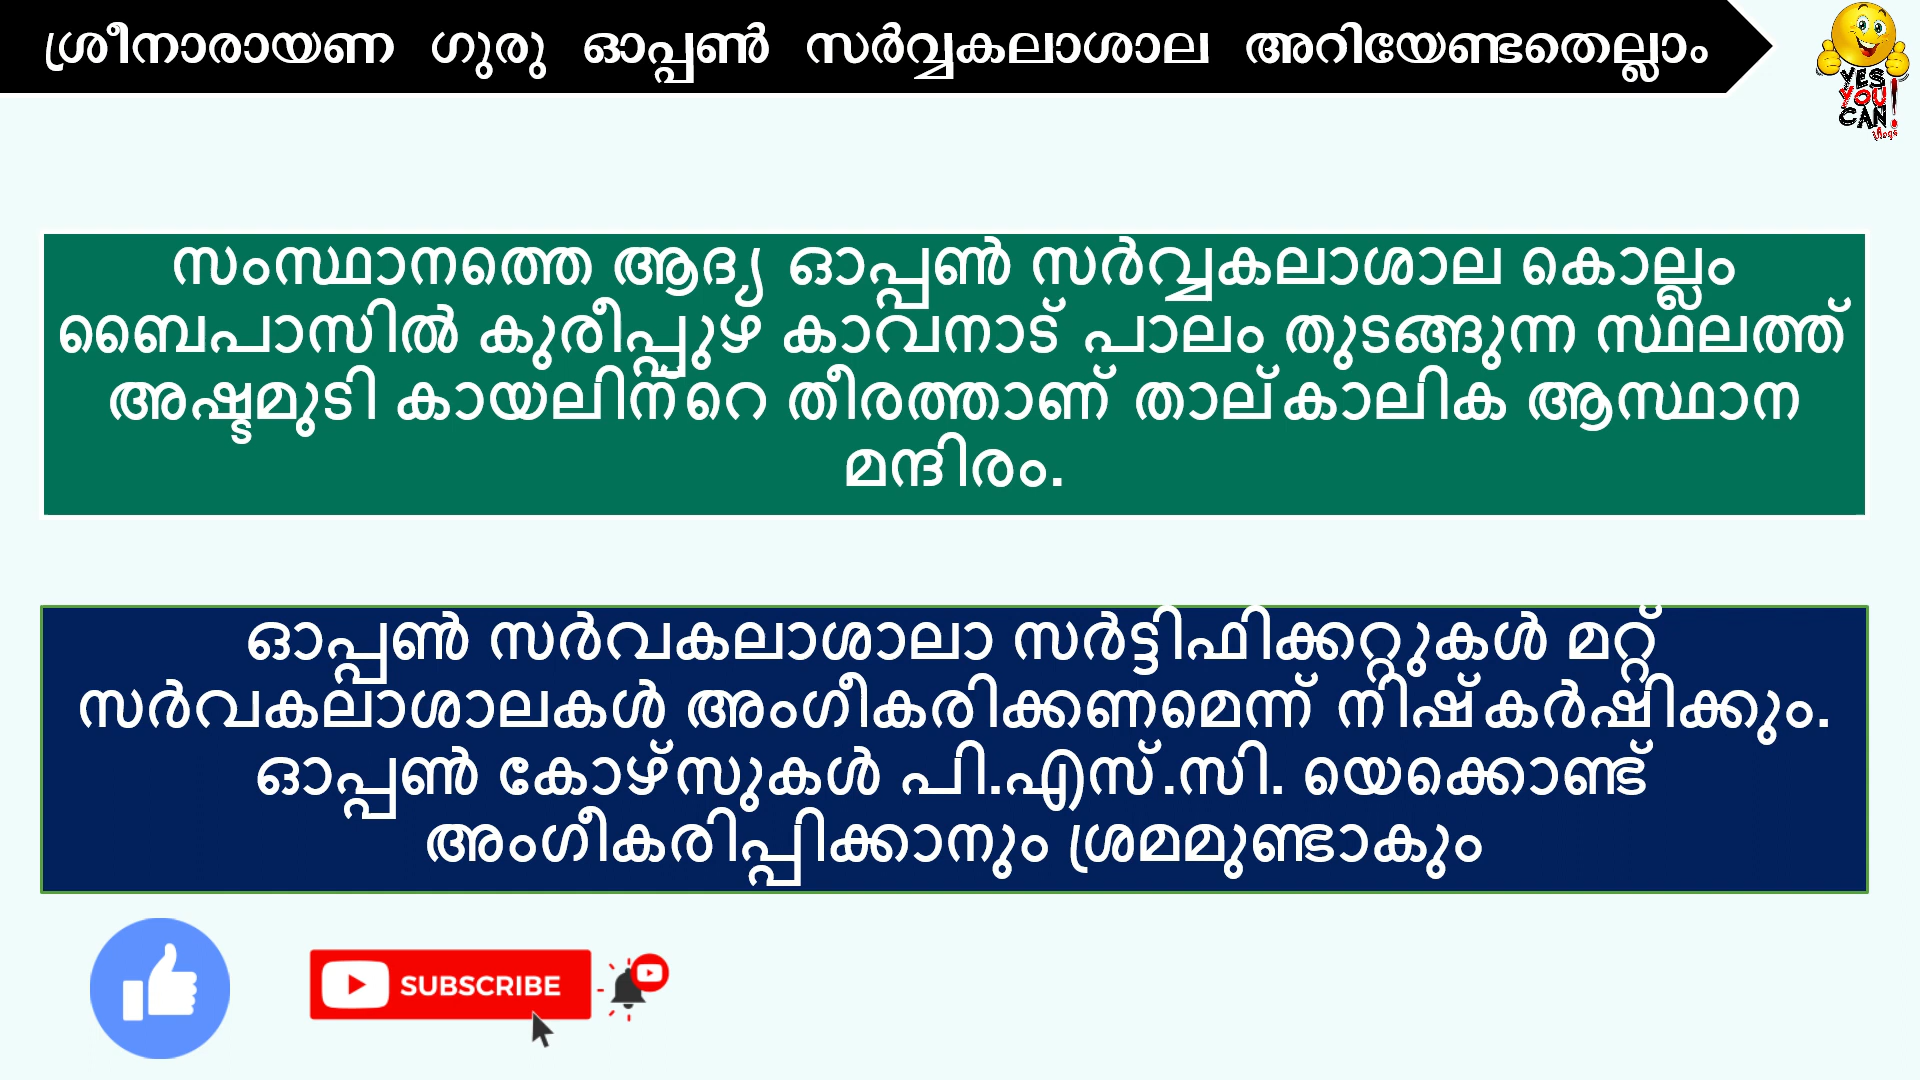 ശ്രീനാരായണ ഗുരു ഓപ്പൺ സർവ്വകലാശാല അറിയേണ്ടതെല്ലാം
YES
YOU
CAN!
vlogs
സംസ്ഥാനത്തെ ആദ്യ ഓപ്പൺ സർവ്വകലാശാല കൊല്ലം
ബൈപാസിൽ കുരീപ്പുഴ കാവനാട് പാലം തുടങ്ങുന്ന സ്ഥലത്ത്
അഷ്ടമുടി കായലിന്‍റെ തീരത്താണ് താല്‌കാലിക ആസ്ഥാന
മന്ദിരം.
ഓപ്പൺ സർവകലാശാലാ സർട്ടിഫിക്കറ്റുകൾ മറ്റ്
സർവകലാശാലകൾ അംഗീകരിക്കണമെന്ന് നിഷ്കർഷിക്കും.
ഓപ്പൺ കോഴ്‌സുകൾ പി.എസ്.സി. യെക്കൊണ്ട്
അംഗീകരിപ്പിക്കാനും ശ്രമമുണ്ടാകും
SUBSCRIBE